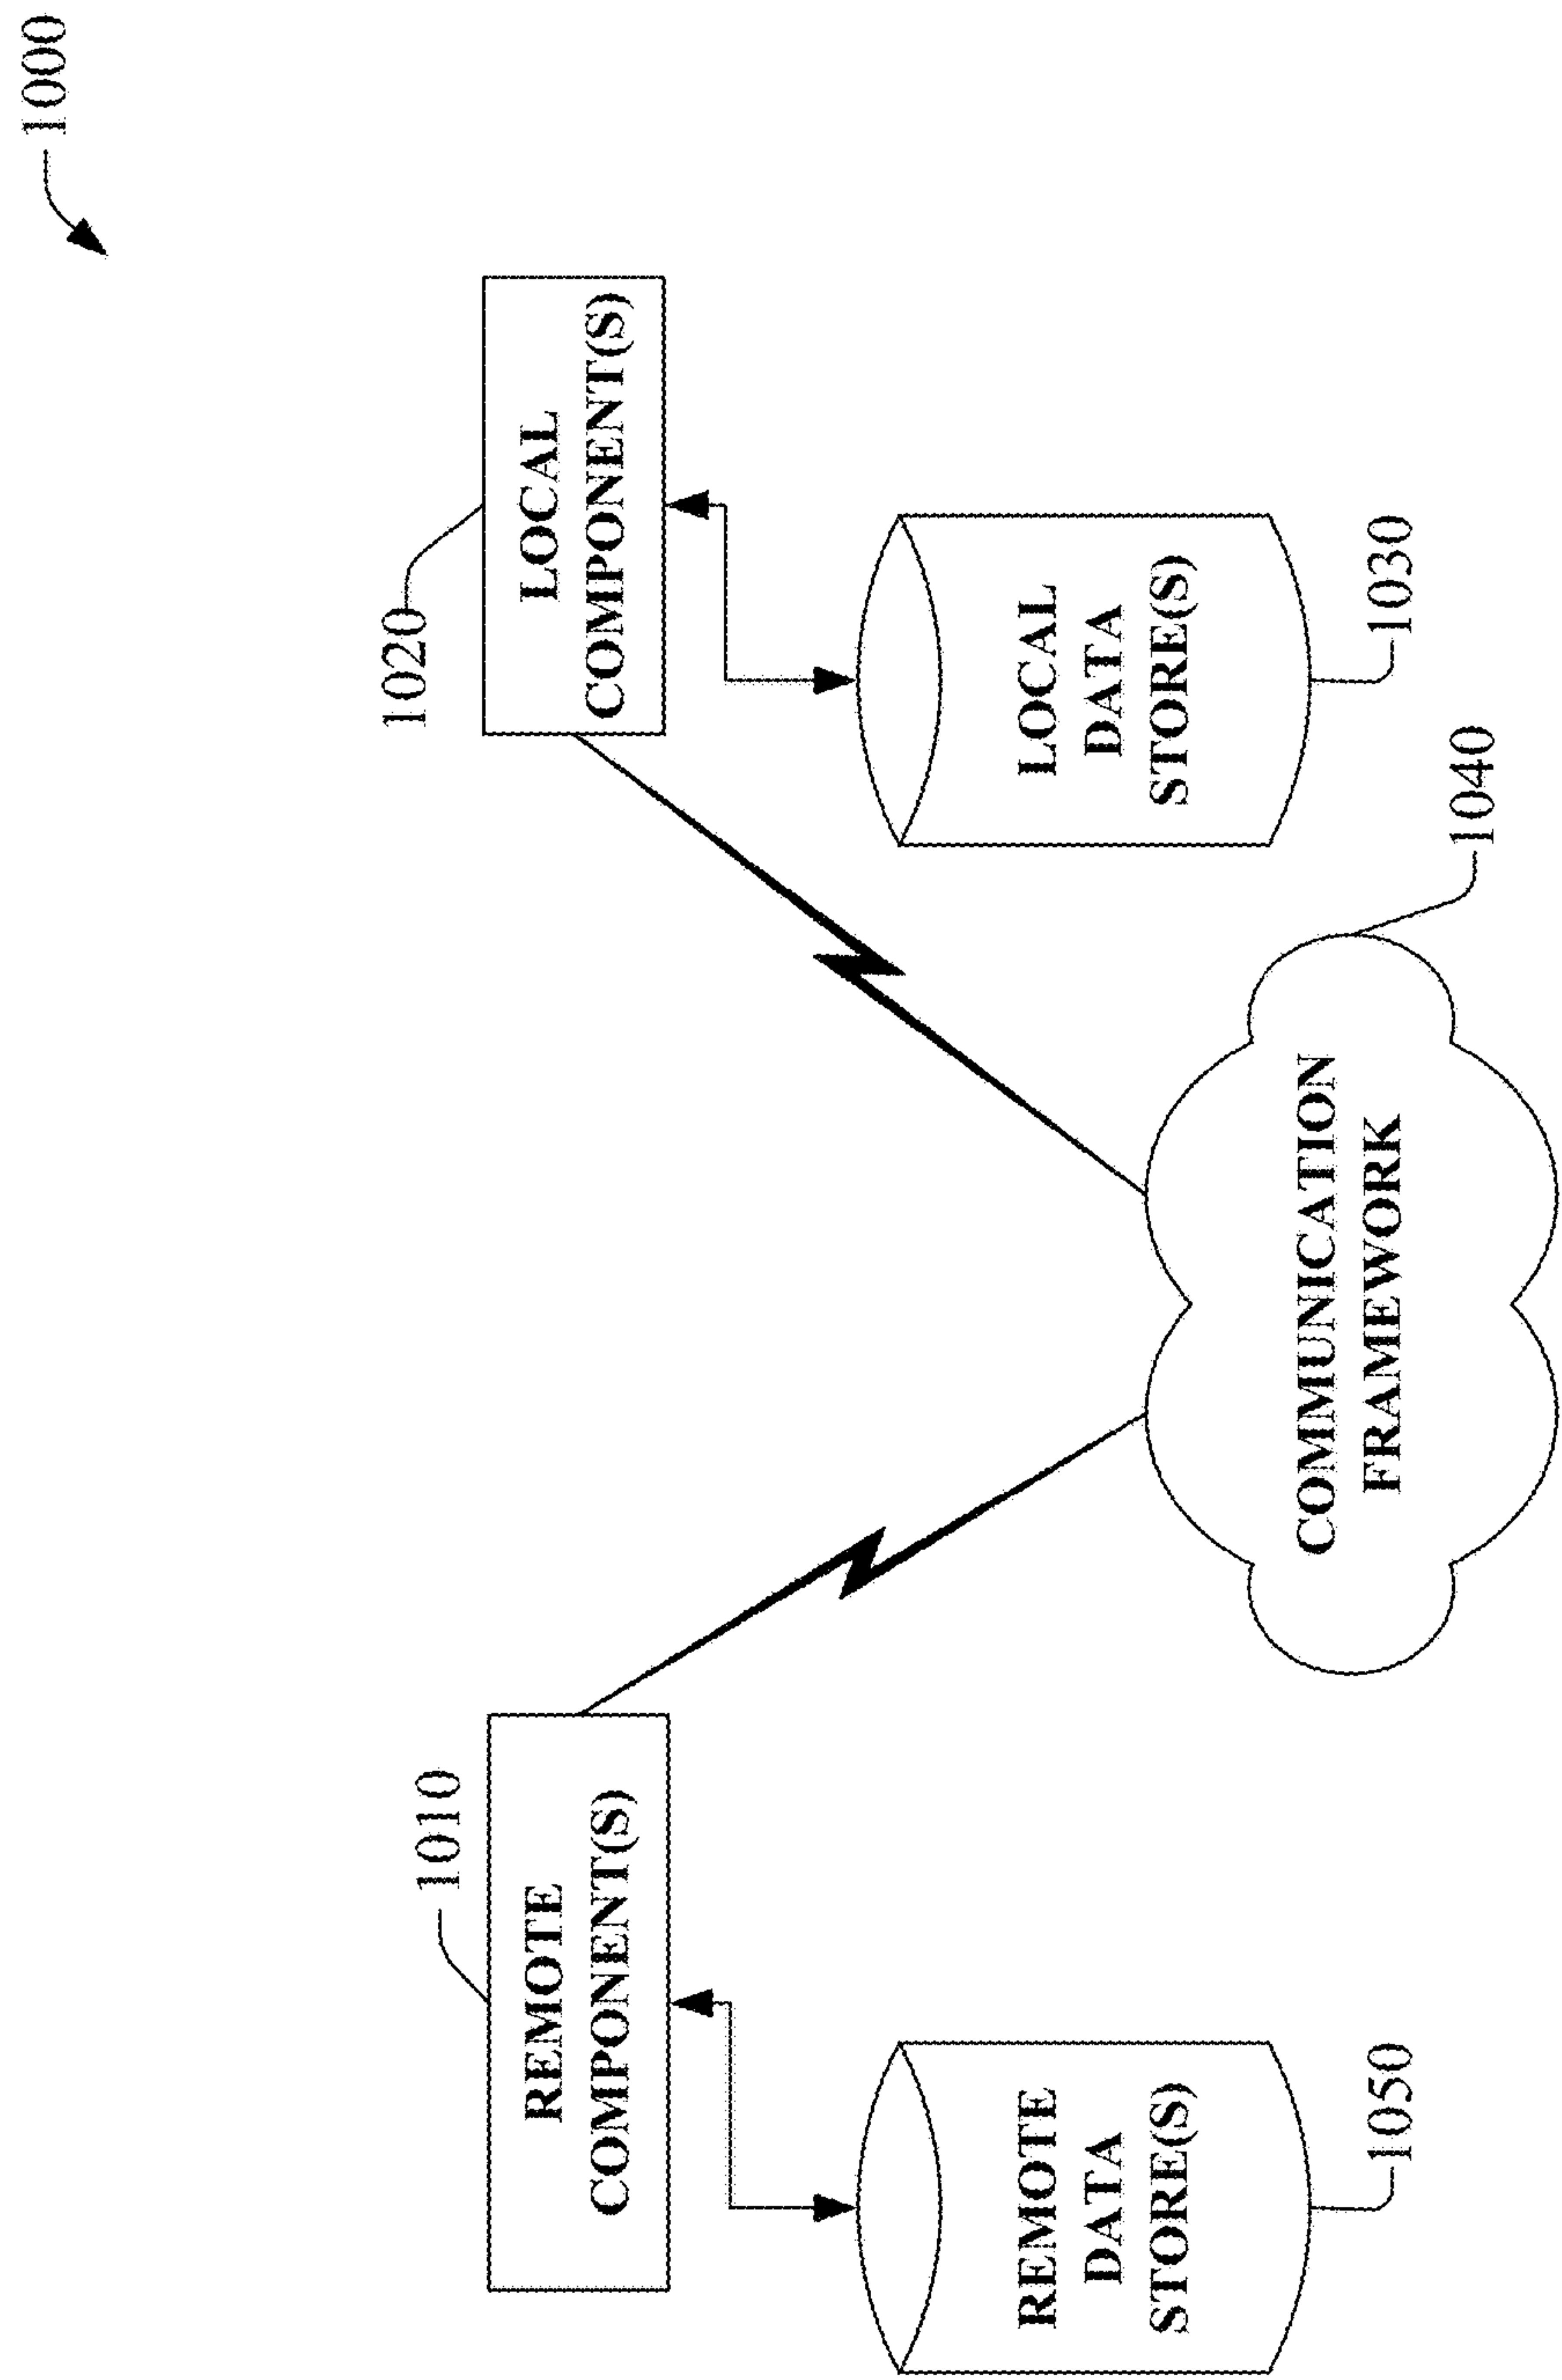 1000
1010
REMOTE
COMPONENT(S)
1020
LOCAL
COMPONENT(S)
REMOTE
DATA
STORE(S)
1050
COMMUNICATION
FRAMEWORK
1040
LOCAL
DATA
STORE(S)
1030